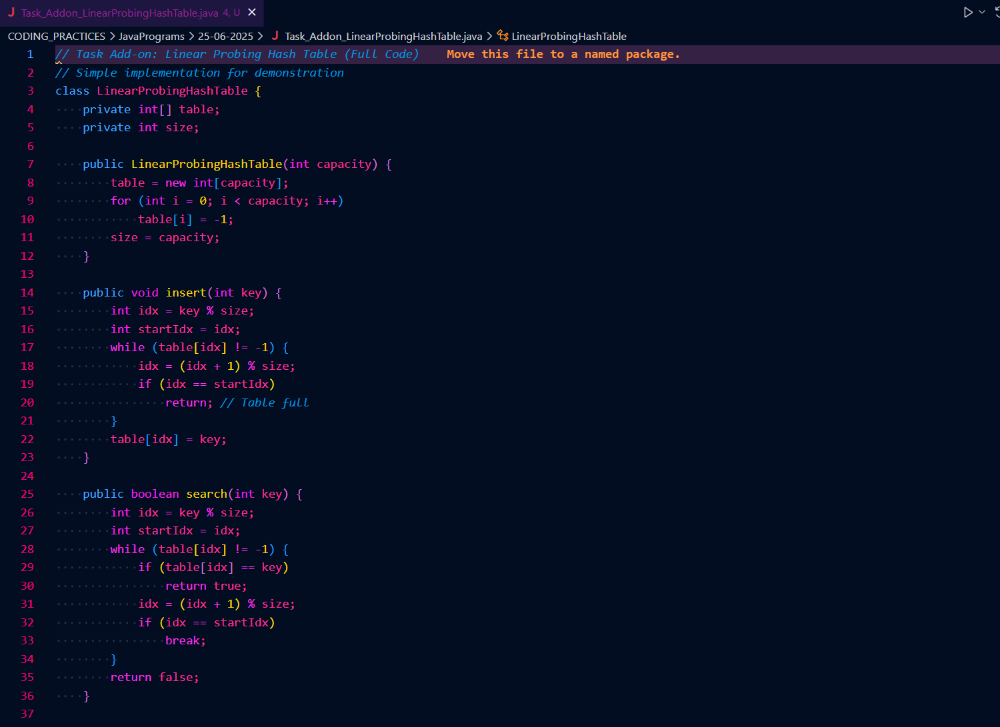 J Task_Addon_LinearProbingHashTable.java 4, U ×
CODING_PRACTICES > JavaPrograms > 25-06-2025 > J Task_Addon_LinearProbingHashTable.java > LinearProbingHashTable
1 // Task Add-on: Linear Probing Hash Table (Full Code) Move this file to a named package.
2 // Simple implementation for demonstration
3 class LinearProbingHashTable {
4     private int[] table;
5     private int size;
6
7     public LinearProbingHashTable(int capacity) {
8         table = new int[capacity];
9         for (int i = 0; i < capacity; i++)
10             table[i] = -1;
11         size = capacity;
12     }
13
14     public void insert(int key) {
15         int idx = key % size;
16         int startIdx = idx;
17         while (table[idx] != -1) {
18             idx = (idx + 1) % size;
19             if (idx == startIdx)
20                 return; // Table full
21         }
22         table[idx] = key;
23     }
24
25     public boolean search(int key) {
26         int idx = key % size;
27         int startIdx = idx;
28         while (table[idx] != -1) {
29             if (table[idx] == key)
30                 return true;
31             idx = (idx + 1) % size;
32             if (idx == startIdx)
33                 break;
34         }
35         return false;
36     }
37